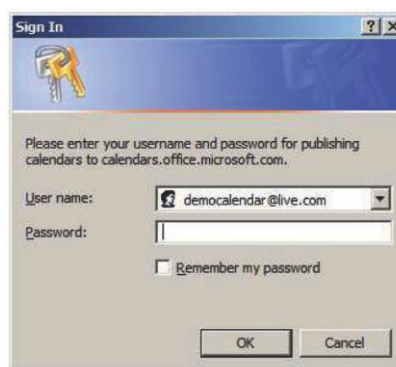 Sign In
Please enter your username and password for publishing
calendars to calendars.office.microsoft.com.
User name:
democalendar@live.com
Password:
Remember my password
OK
Cancel